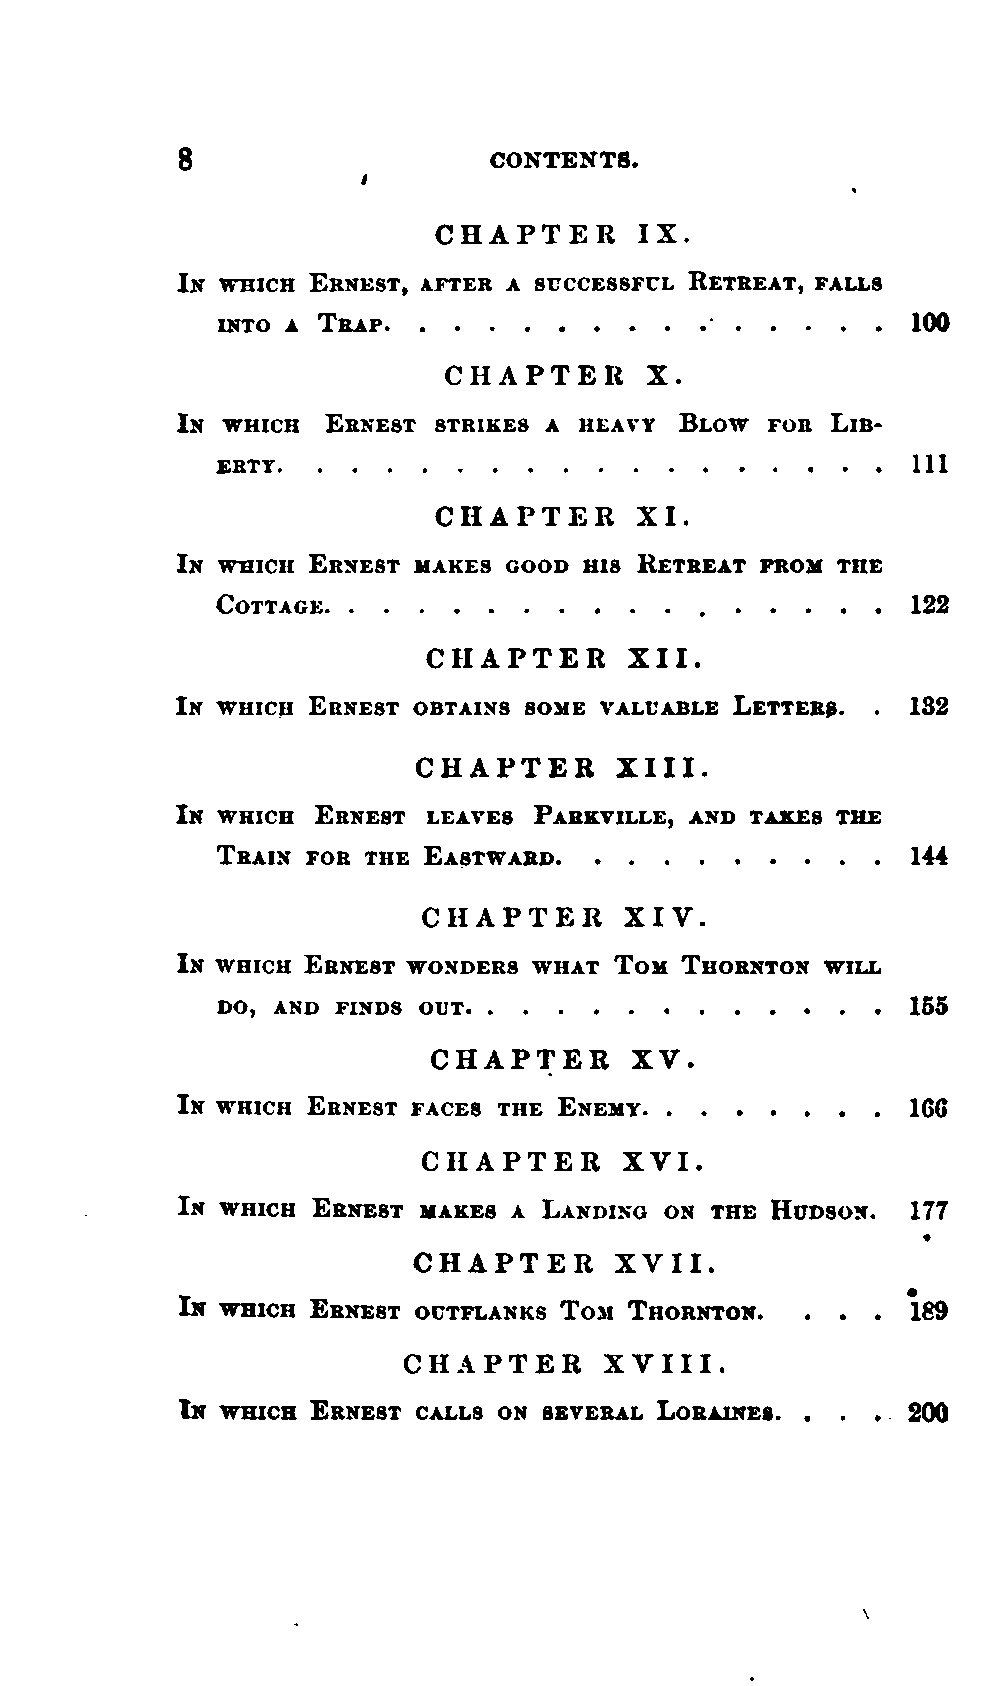 8 CONTENTS.
CHAPTER IX.
In which Ernest, after a successful Retreat, falls
into a Trap. . . . . . . . . . . . . . . 100
CHAPTER X.
In which Ernest strikes a heavy Blow for Lib-
erty. . . . . . . . . . . . . . . . . . 111
CHAPTER XI.
In which Ernest makes good his Retreat from the
Cottage. . . . . . . . . . . . . . . . . 122
CHAPTER XII.
In which Ernest obtains some valuable Letters. . 132
CHAPTER XIII.
In which Ernest leaves Parkville, and takes the
Train for the Eastward. . . . . . . . . . 144
CHAPTER XIV.
In which Ernest wonders what Tom Thornton will
do, and finds out. . . . . . . . . . . . . 155
CHAPTER XV.
In which Ernest faces the Enemy. . . . . . . . 166
CHAPTER XVI.
In which Ernest makes a Landing on the Hudson. 177
CHAPTER XVII.
In which Ernest outflanks Tom Thornton. . . . 189
CHAPTER XVIII.
In which Ernest calls on several Loraines. . . . 200